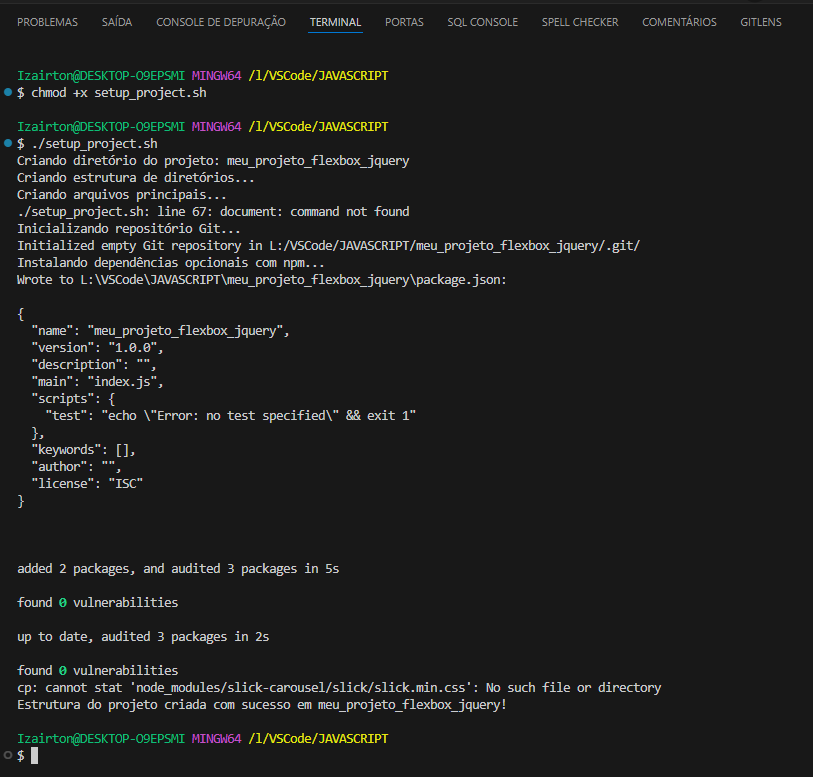 PROBLEMAS SAÍDA CONSOLE DE DEPURAÇÃO TERMINAL PORTAS SQL CONSOLE SPELL CHECKER COMENTÁRIOS GITLENS
Izairton@DESKTOP-O9EPSMI MINGW64 /l/VSCode/JAVASCRIPT
$ chmod +x setup_project.sh
Izairton@DESKTOP-O9EPSMI MINGW64 /l/VSCode/JAVASCRIPT
$ ./setup_project.sh
Criando diretório do projeto: meu_projeto_flexbox_jquery
Criando estrutura de diretórios...
Criando arquivos principais...
./setup_project.sh: line 67: document: command not found
Inicializando repositório Git...
Initialized empty Git repository in L:/VSCode/JAVASCRIPT/meu_projeto_flexbox_jquery/.git/
Instalando dependências opcionais com npm...
Wrote to L:\VSCode\JAVASCRIPT\meu_projeto_flexbox_jquery\package.json:
{
  "name": "meu_projeto_flexbox_jquery",
  "version": "1.0.0",
  "description": "",
  "main": "index.js",
  "scripts": {
    "test": "echo \"Error: no test specified\" && exit 1"
  },
  "keywords": [],
  "author": "",
  "license": "ISC"
}
added 2 packages, and audited 3 packages in 5s
found 0 vulnerabilities
up to date, audited 3 packages in 2s
found 0 vulnerabilities
cp: cannot stat 'node_modules/slick-carousel/slick/slick.min.css': No such file or directory
Estrutura do projeto criada com sucesso em meu_projeto_flexbox_jquery!
Izairton@DESKTOP-O9EPSMI MINGW64 /l/VSCode/JAVASCRIPT
$